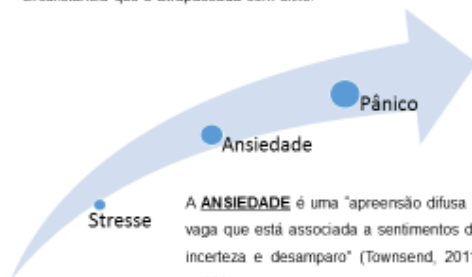 Pânico
Ansiedade
Stresse
A ANSIEDADE é uma "apreensão difusa
vaga que está associada a sentimentos d
incerteza e desamparo" (Townsend, 201